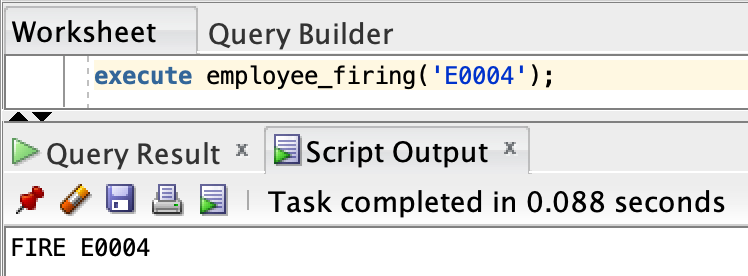 Worksheet Query Builder
execute employee_firing('E0004');
Query Result x Script Output x
Task completed in 0.088 seconds
FIRE E0004